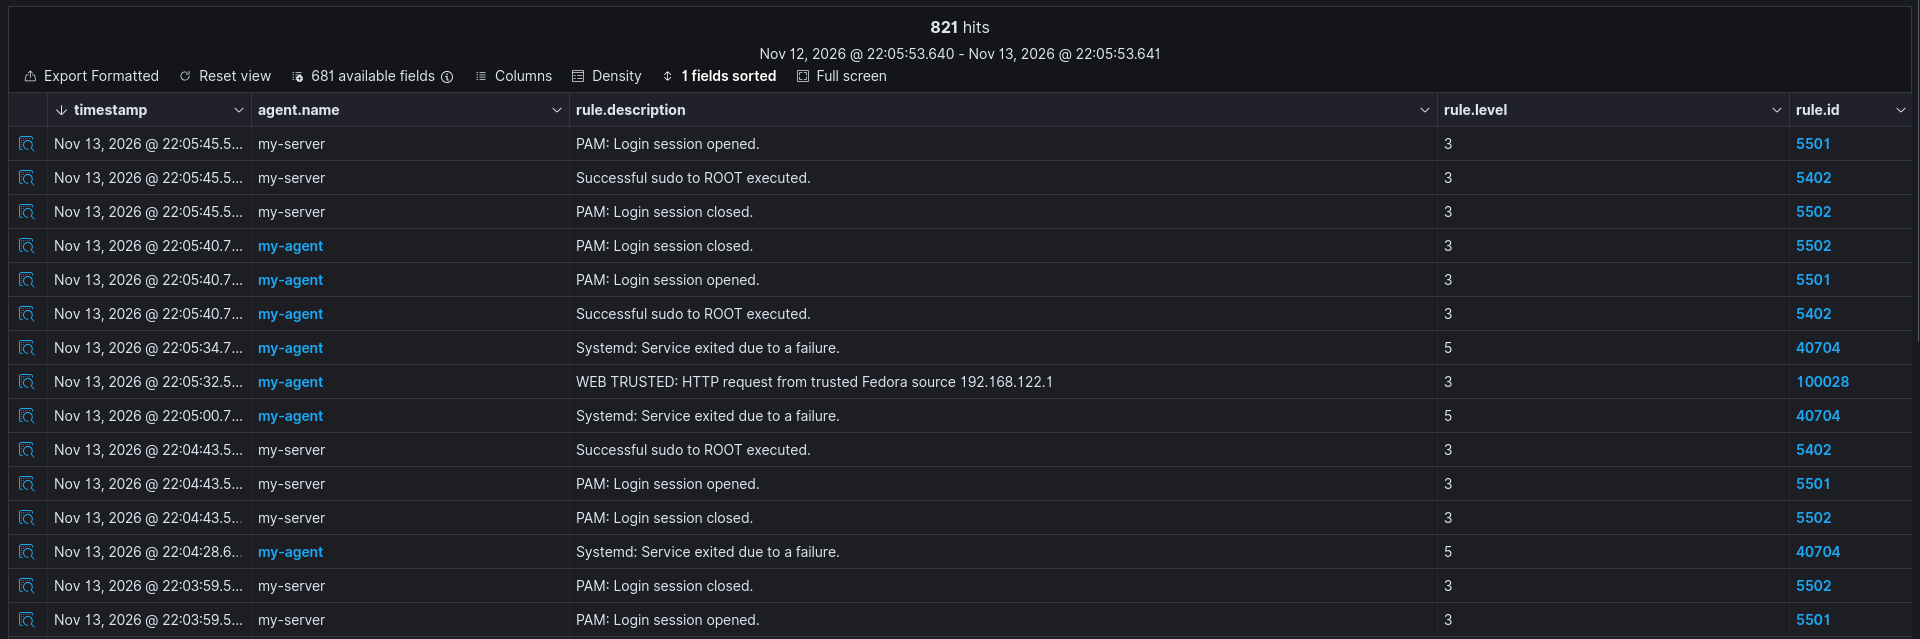 821 hits
Nov 12, 2026 @ 22:05:53.640 - Nov 13, 2026 @ 22:05:53.641
Export Formatted Reset view 681 available fields Columns Density 1 fields sorted Full screen
timestamp agent.name rule.description rule.level rule.id
Nov 13, 2026 @ 22:05:45.5... my-server PAM: Login session opened. 3 5501
Nov 13, 2026 @ 22:05:45.5... my-server Successful sudo to ROOT executed. 3 5402
Nov 13, 2026 @ 22:05:45.5... my-server PAM: Login session closed. 3 5502
Nov 13, 2026 @ 22:05:40.7... my-agent PAM: Login session closed. 3 5502
Nov 13, 2026 @ 22:05:40.7... my-agent PAM: Login session opened. 3 5501
Nov 13, 2026 @ 22:05:40.7... my-agent Successful sudo to ROOT executed. 3 5402
Nov 13, 2026 @ 22:05:34.7... my-agent Systemd: Service exited due to a failure. 5 40704
Nov 13, 2026 @ 22:05:32.5... my-agent WEB TRUSTED: HTTP request from trusted Fedora source 192.168.122.1 3 100028
Nov 13, 2026 @ 22:05:00.7... my-agent Systemd: Service exited due to a failure. 5 40704
Nov 13, 2026 @ 22:04:43.5... my-server Successful sudo to ROOT executed. 3 5402
Nov 13, 2026 @ 22:04:43.5... my-server PAM: Login session opened. 3 5501
Nov 13, 2026 @ 22:04:43.5... my-server PAM: Login session closed. 3 5502
Nov 13, 2026 @ 22:04:28.6... my-agent Systemd: Service exited due to a failure. 5 40704
Nov 13, 2026 @ 22:03:59.5... my-server PAM: Login session closed. 3 5502
Nov 13, 2026 @ 22:03:59.5... my-server PAM: Login session opened. 3 5501